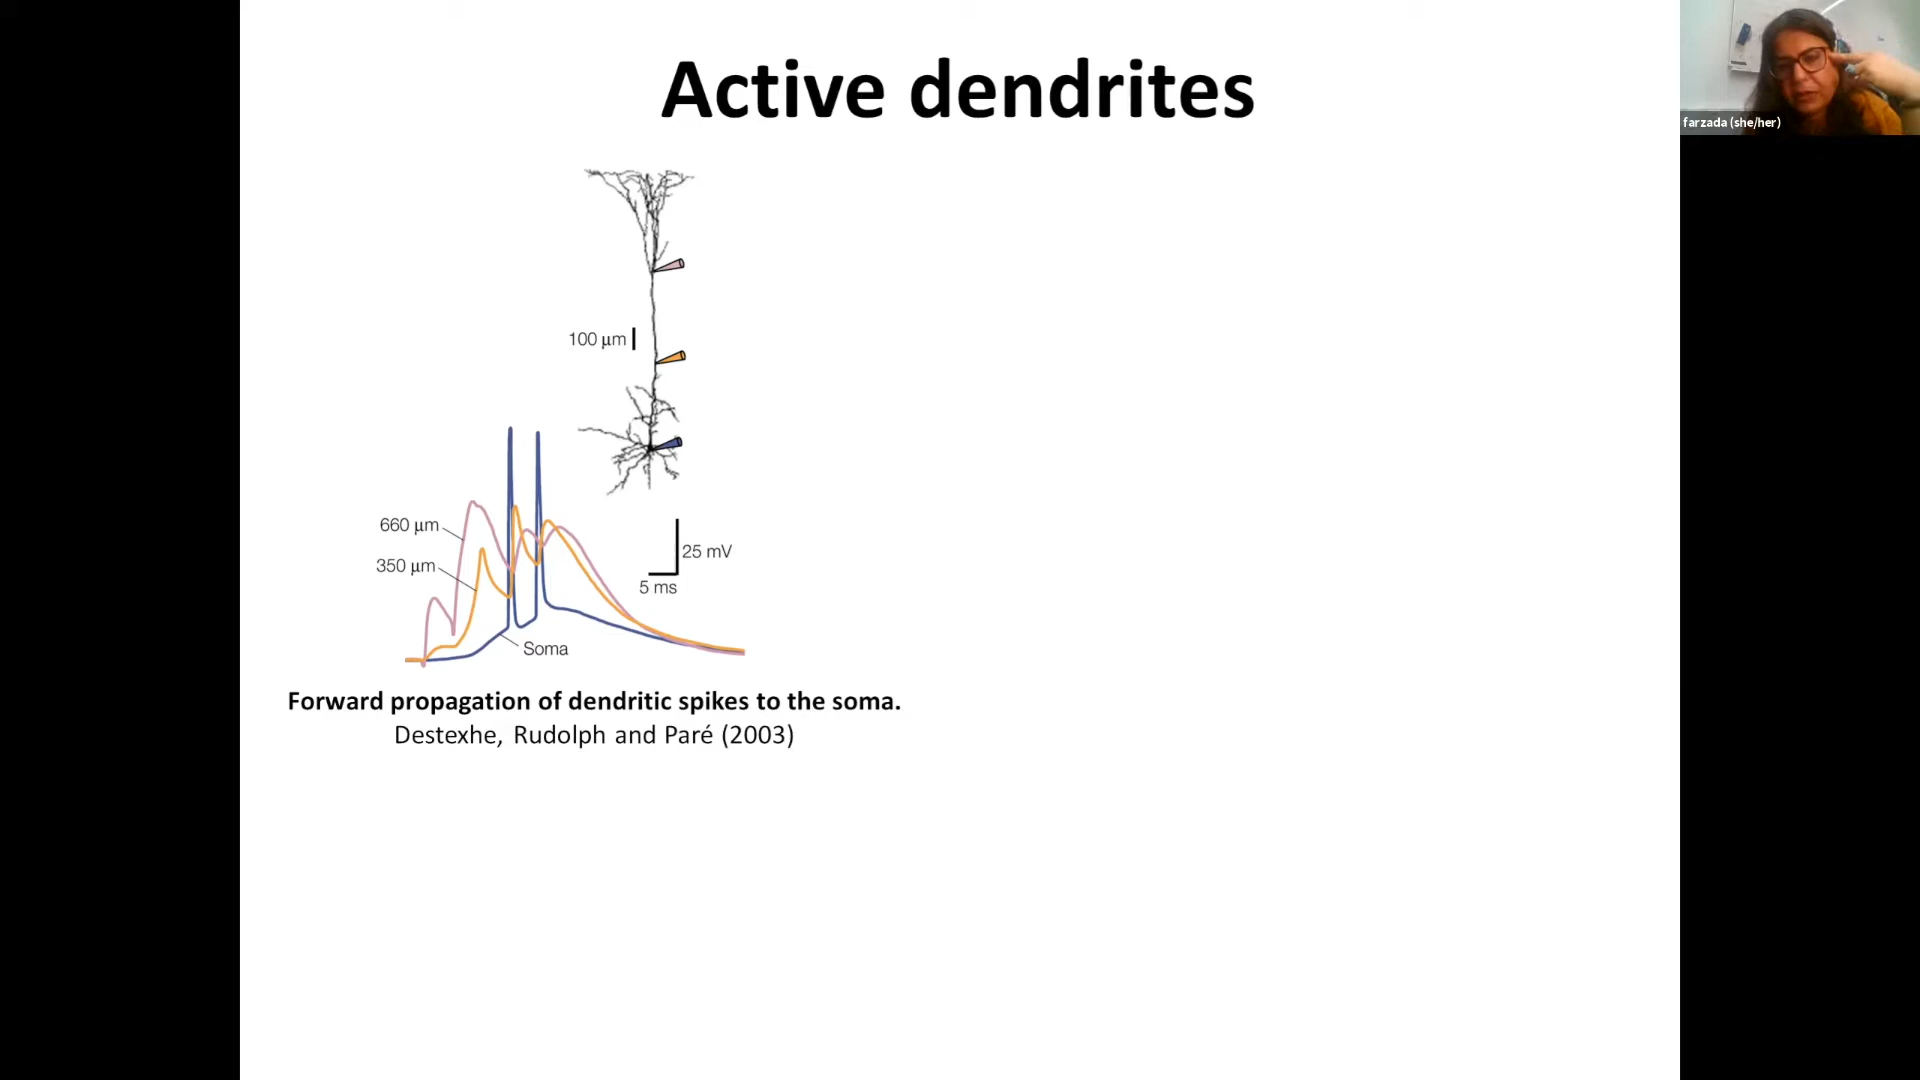 Active dendrites
farzada (she/her)
100 μm
660 μm
350 μm
25 mV
5 ms
Soma
Forward propagation of dendritic spikes to the soma.
Destexhe, Rudolph and Paré (2003)